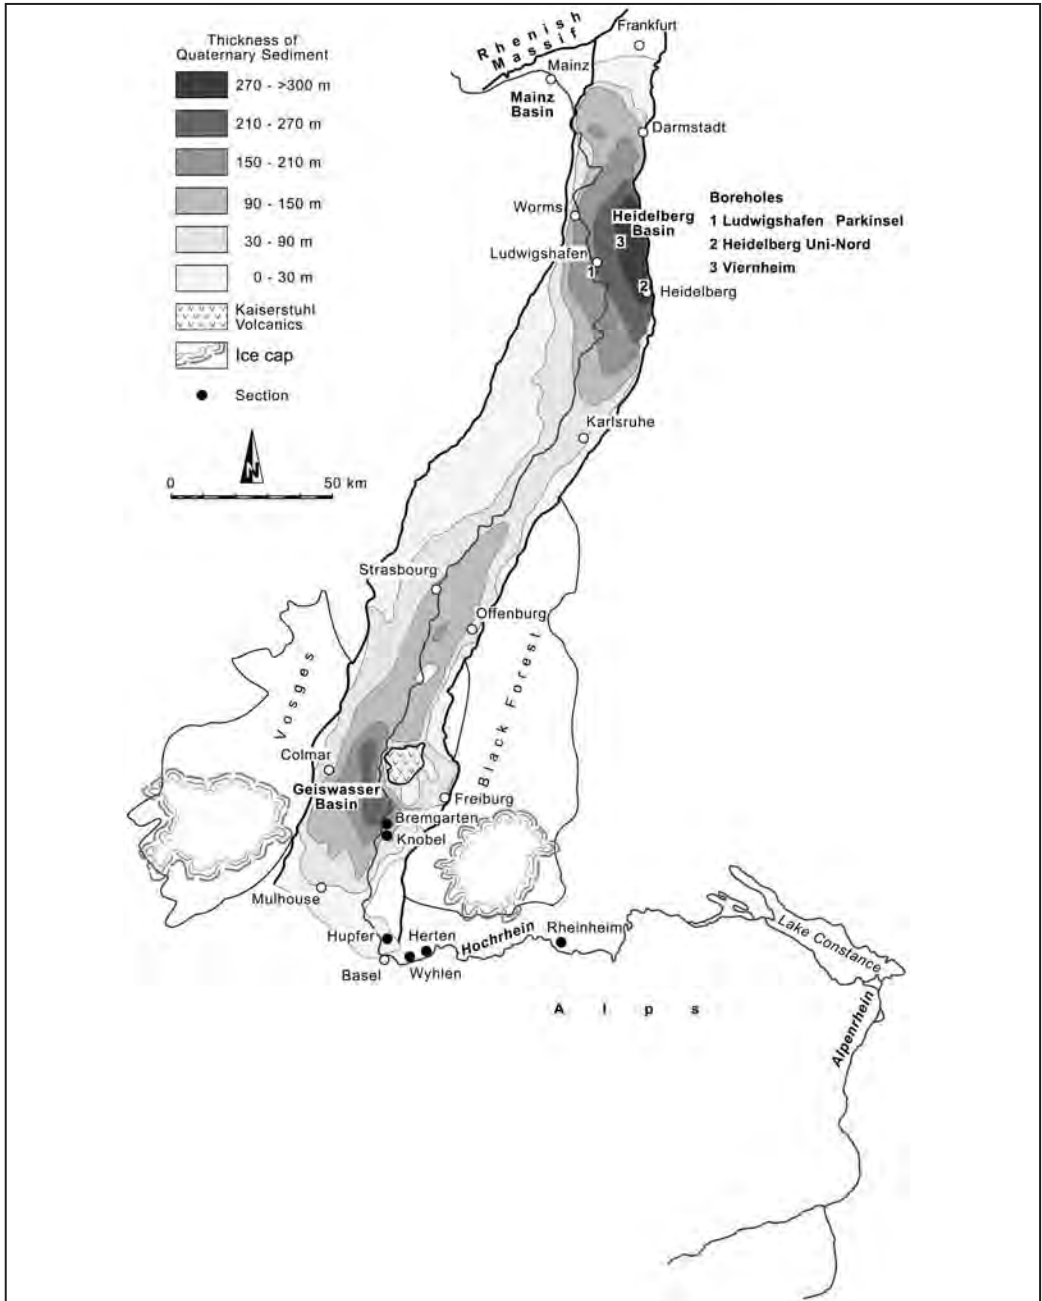 Thickness of
Quaternary Sediment
270 - >300 m
210 - 270 m
150 - 210 m
90 - 150 m
30 - 90 m
0 - 30 m
Kaiserstuhl
Volcanics
Ice cap
Section
N
0 50 km
Rhenish
Massif
Frankfurt
Mainz
Mainz
Basin
Darmstadt
Worms
Heidelberg
Basin
3
Ludwigshafen
1
2
Heidelberg
Boreholes
1 Ludwigshafen Parkinsel
2 Heidelberg Uni-Nord
3 Viernheim
Karlsruhe
Strasbourg
Offenburg
Vosges
Black Forest
Colmar
Geiswasser
Basin
Freiburg
Bremgarten
Knobel
Mulhouse
Hupfer
Herten
Hochrhein
Rheinheim
Basel
Wyhlen
Lake Constance
Alps
Alpenrhein